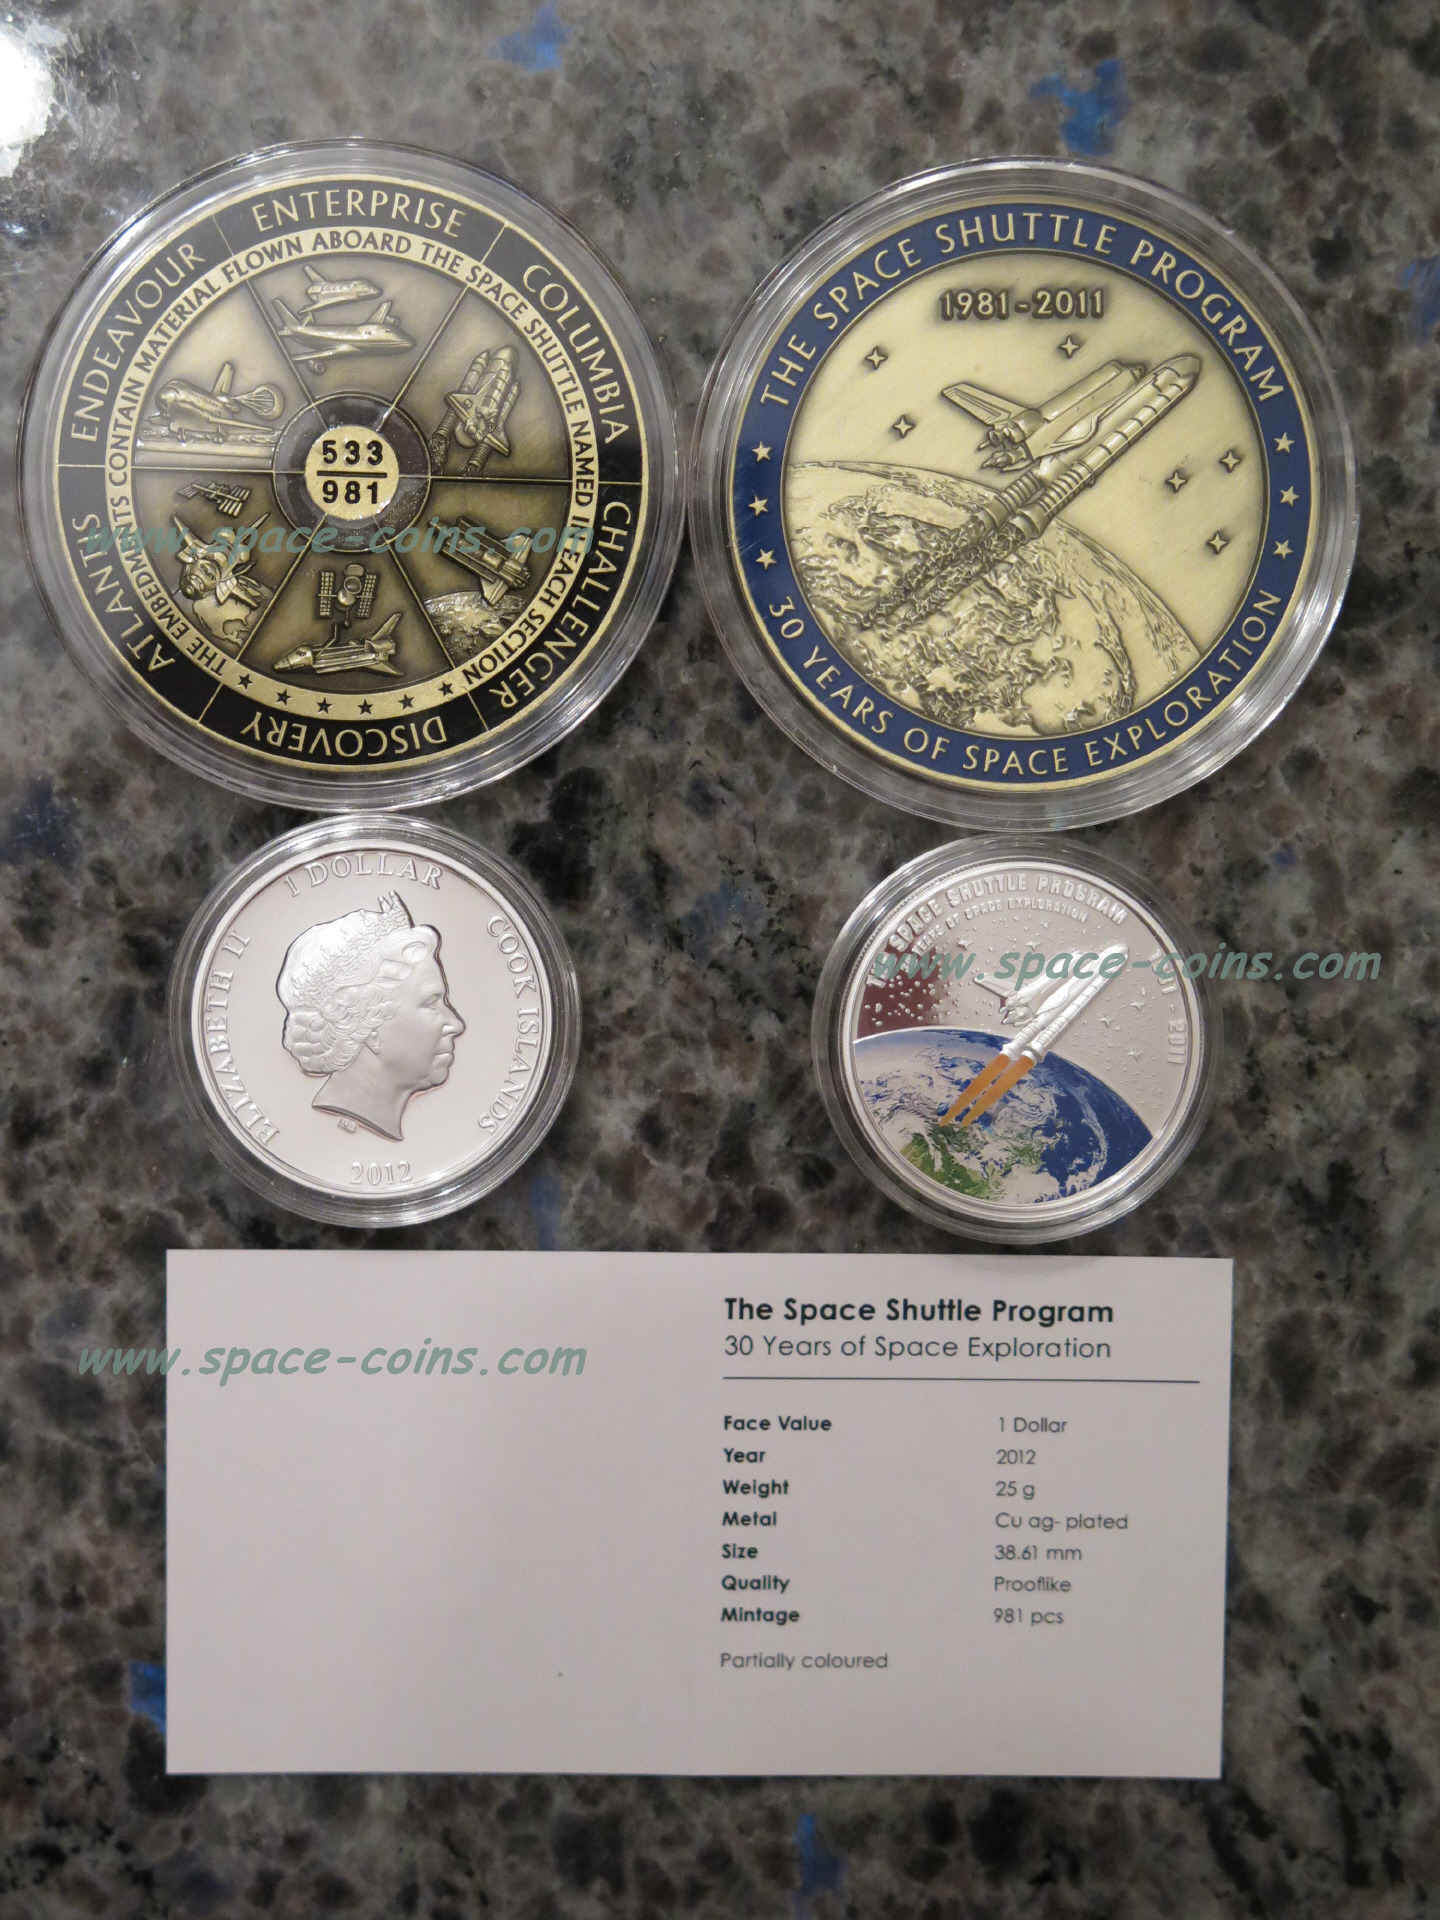 ENTERPRISE
COLUMBIA
CHALLENGER
DISCOVERY
ATLANTIS
ENDEAVOUR
THE EMBEDMENTS CONTAIN MATERIAL FLOWN ABOARD THE SPACE SHUTTLE NAMED IN EACH SECTION
533
981
THE SPACE SHUTTLE PROGRAM
1981-2011
30 YEARS OF SPACE EXPLORATION
www.space-coins.com
1 DOLLAR
ELIZABETH II
COOK ISLANDS
2012
SPACE SHUTTLE PROGRAM
OF SPACE EXPLORATION
2011
www.space-coins.com
www.space-coins.com
The Space Shuttle Program
30 Years of Space Exploration
Face Value 1 Dollar
Year 2012
Weight 25 g
Metal Cu ag- plated
Size 38.61 mm
Quality Prooflike
Mintage 981 pcs
Partially coloured